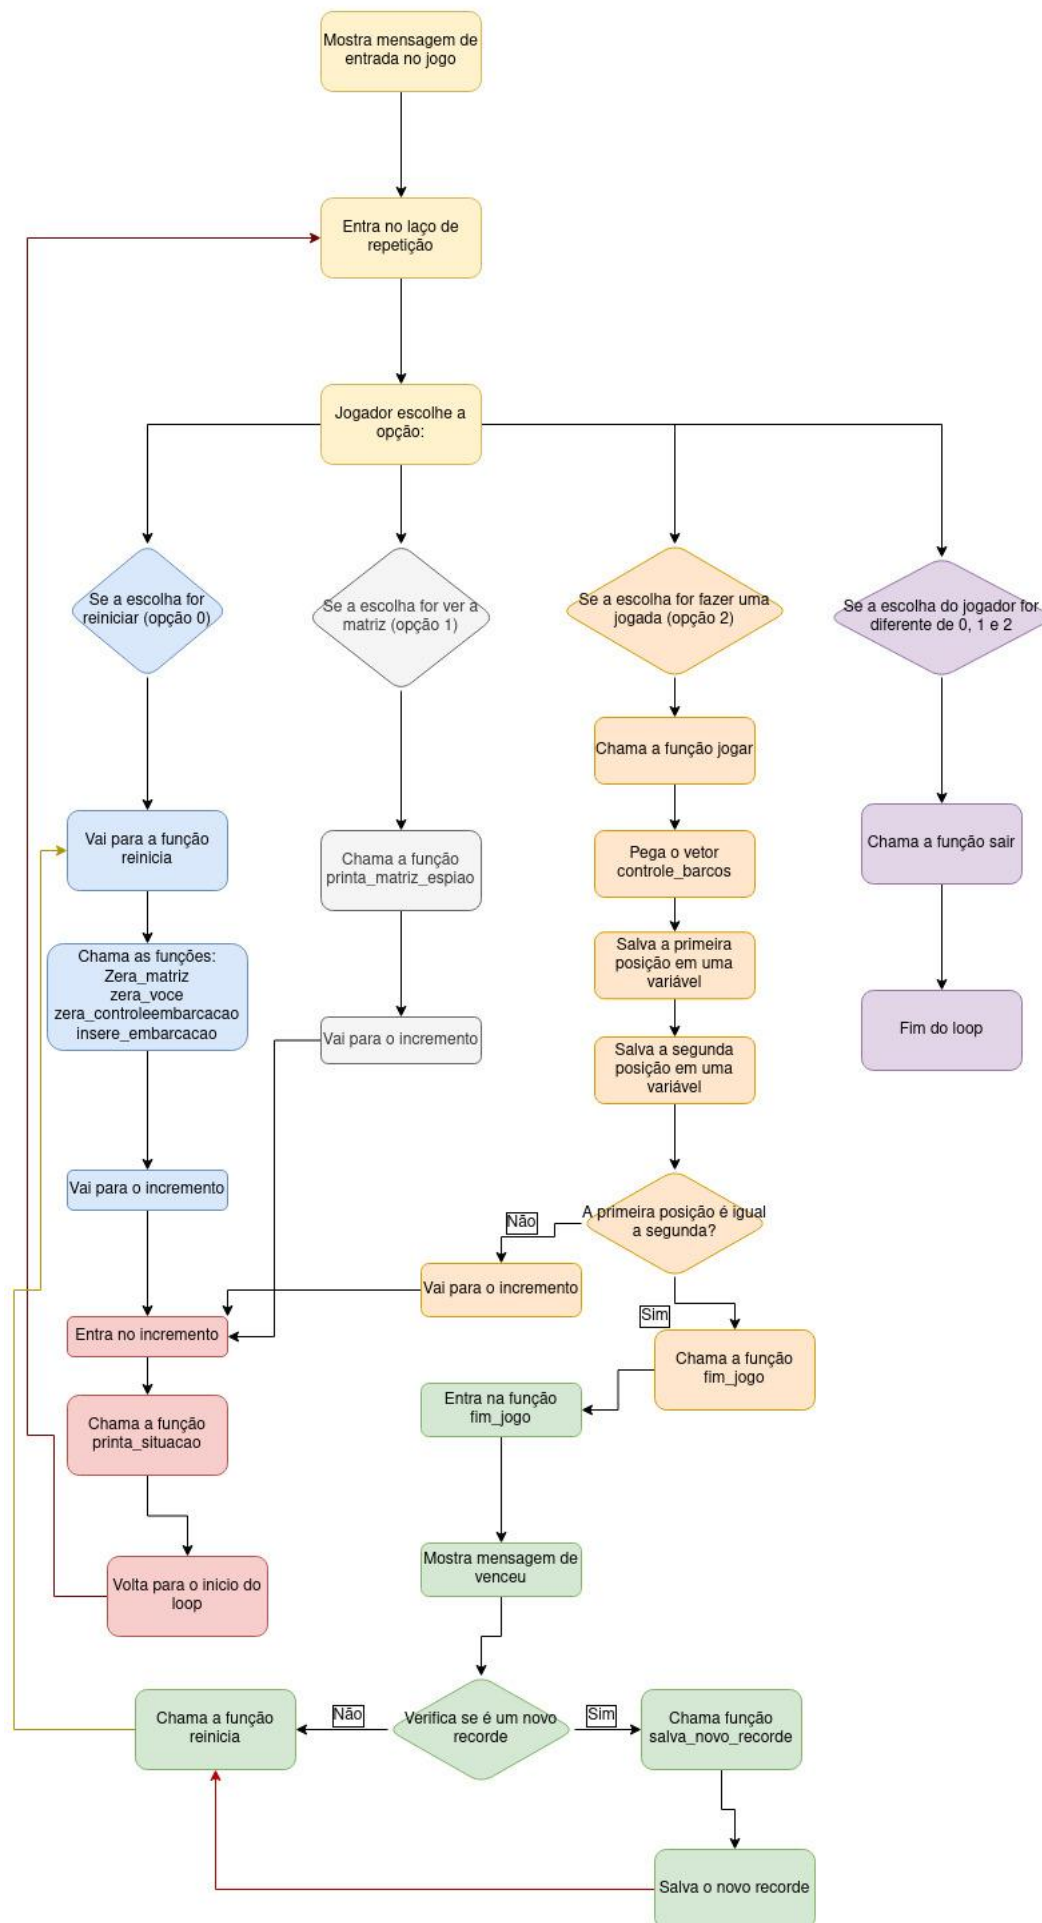 Mostra mensagem de
entrada no jogo
Entra no laço de
repetição
Jogador escolhe a
opção:
Se a escolha for
reiniciar (opção 0)
Se a escolha for ver a
matriz (opção 1)
Se a escolha for fazer uma
jogada (opção 2)
Se a escolha do jogador for
diferente de 0, 1 e 2
Chama a função jogar
Vai para a função
reinicia
Chama a função
printa_matriz_espiao
Pega o vetor
controle_barcos
Chama a função sair
Chama as funções:
Zera_matriz
zera_voce
zera_controleembarcacao
insere_embarcacao
Salva a primeira
posição em uma
variável
Vai para o incremento
Salva a segunda
posição em uma
variável
Fim do loop
Vai para o incremento
A primeira posição é igual
a segunda?
Não
Vai para o incremento
Sim
Entra no incremento
Chama a função
fim_jogo
Chama a função
printa_situacao
Entra na função
fim_jogo
Mostra mensagem de
venceu
Volta para o inicio do
loop
Chama a função
reinicia
Não
Verifica se é um novo
recorde
Sim
Chama função
salva_novo_recorde
Salva o novo recorde